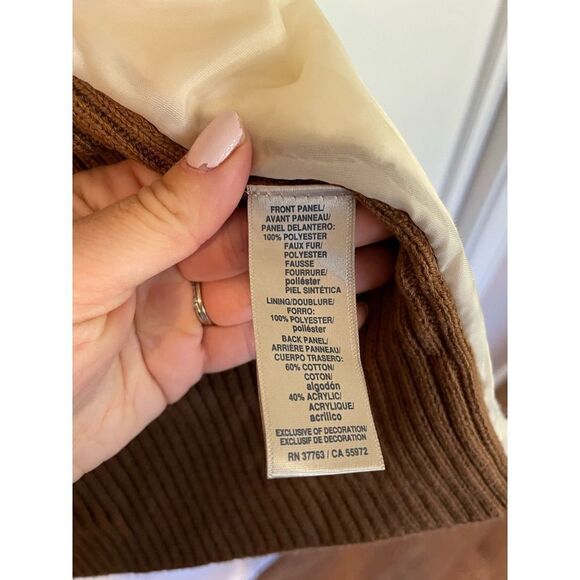 FRONT PANEL/
AVANT PANNEAU/
PANEL DELANTERO:
100% POLYESTER
FAUX FUR/
POLYESTER
FAUSSE
FOURRURE/
poliéster
PIEL SINTÉTICA
LINING/DOUBLURE/
FORRO:
100% POLYESTER/
poliéster
BACK PANEL/
ARRIÈRE PANNEAU/
CUERPO TRASERO:
60% COTTON/
COTON/
algodón
40% ACRYLIC/
ACRYLIQUE/
acrílico
EXCLUSIVE OF DECORATION/
EXCLUSIF DE DECORATION
RN 37763 / CA 55972